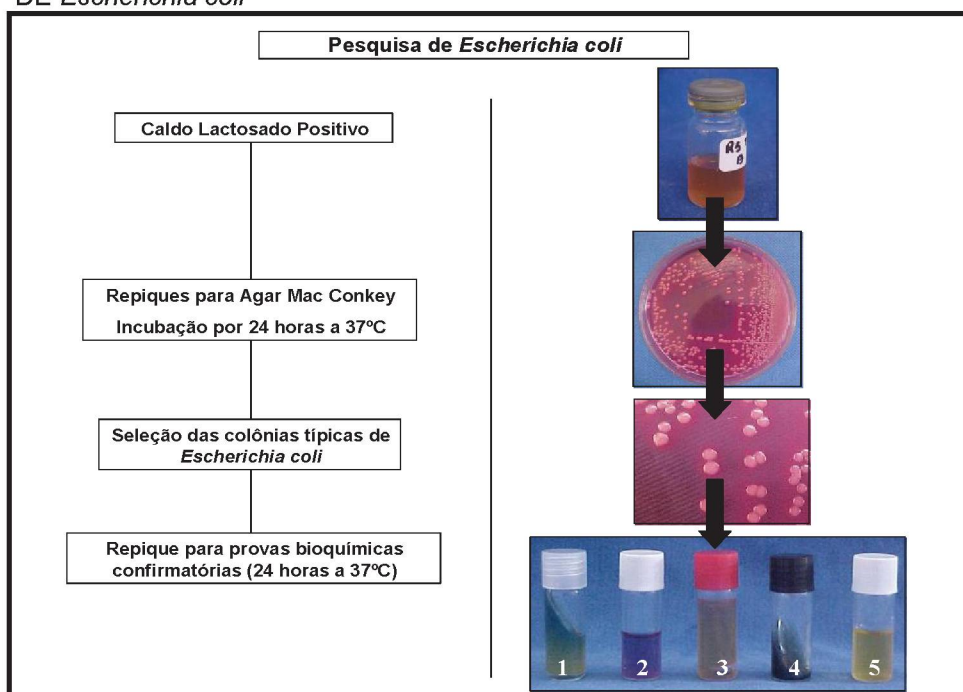 DE Escherichia coli
Pesquisa de Escherichia coli
Caldo Lactosado Positivo
Repiques para Agar Mac Conkey
Incubação por 24 horas a 37ºC
Seleção das colônias típicas de
Escherichia coli
Repique para provas bioquímicas
confirmatórias (24 horas a 37ºC)
R5
B
1 2 3 4 5